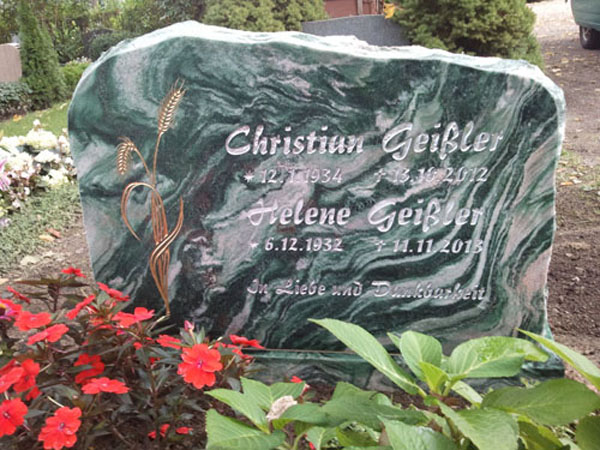 Christian Geißler
* 12.1.1934 † 13.10.2012
Helene Geißler
* 6.12.1932 † 11.11.2013
In Liebe und Dankbarkeit